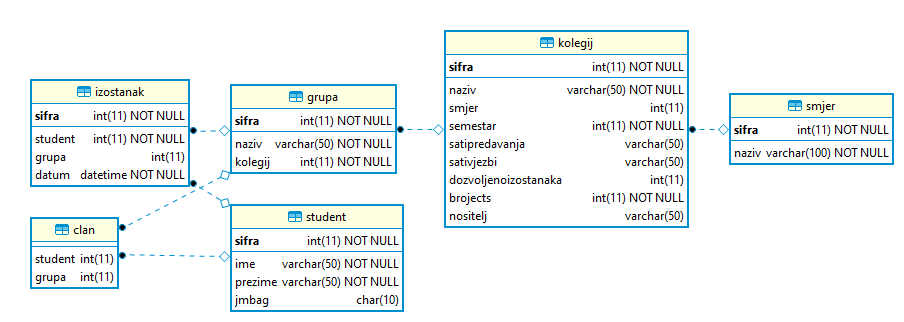 izostanak
sifra int(11) NOT NULL
student int(11) NOT NULL
grupa int(11)
datum datetime NOT NULL
clan
student int(11)
grupa int(11)
grupa
sifra int(11) NOT NULL
naziv varchar(50) NOT NULL
kolegij int(11) NOT NULL
student
sifra int(11) NOT NULL
ime varchar(50) NOT NULL
prezime varchar(50) NOT NULL
jmbag char(10)
kolegij
sifra int(11) NOT NULL
naziv varchar(50) NOT NULL
smjer int(11)
semestar int(11) NOT NULL
satipredavanja varchar(50)
sativjezbi varchar(50)
dozvoljenoizostanaka int(11)
brojects int(11) NOT NULL
nositelj varchar(50)
smjer
sifra int(11) NOT NULL
naziv varchar(100) NOT NULL